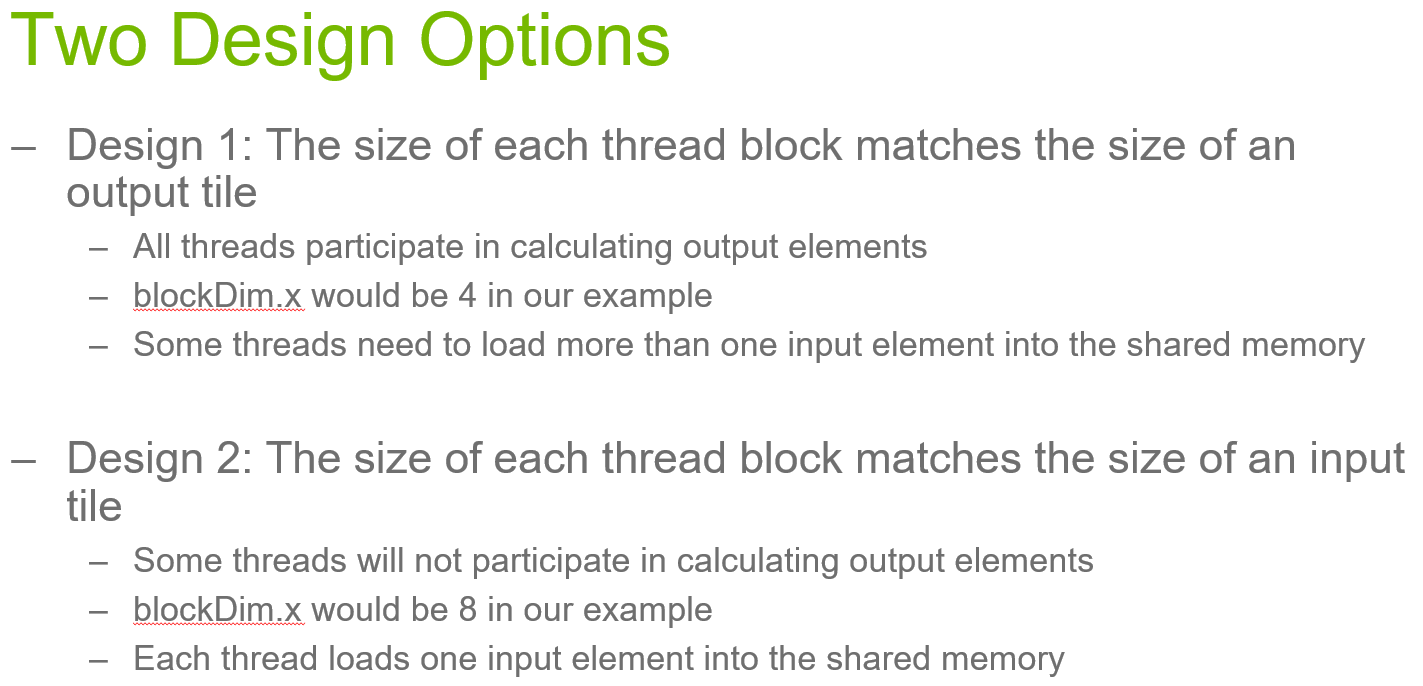 Two Design Options
– Design 1: The size of each thread block matches the size of an
output tile
– All threads participate in calculating output elements
– blockDim.x would be 4 in our example
– Some threads need to load more than one input element into the shared memory
– Design 2: The size of each thread block matches the size of an input
tile
– Some threads will not participate in calculating output elements
– blockDim.x would be 8 in our example
– Each thread loads one input element into the shared memory